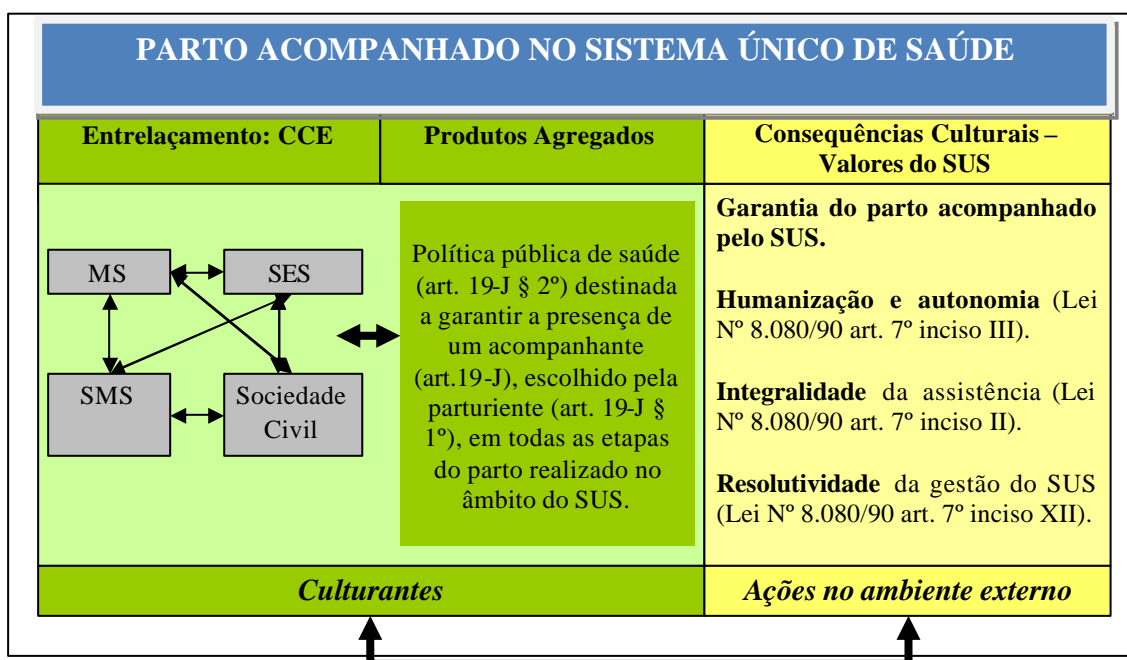 PARTO ACOMPANHADO NO SISTEMA ÚNICO DE SAÚDE
Entrelaçamento: CCE
Produtos Agregados
Consequências Culturais –
Valores do SUS
MS
SES
SMS
Sociedade
Civil
Política pública de saúde
(art. 19-J § 2º) destinada
a garantir a presença de
um acompanhante
(art.19-J), escolhido pela
parturiente (art. 19-J §
1º), em todas as etapas
do parto realizado no
âmbito do SUS.
Garantia do parto acompanhado
pelo SUS.
Humanização e autonomia (Lei
Nº 8.080/90 art. 7º inciso III).
Integralidade da assistência (Lei
Nº 8.080/90 art. 7º inciso II).
Resolutividade da gestão do SUS
(Lei Nº 8.080/90 art. 7º inciso XII).
Culturantes
Ações no ambiente externo